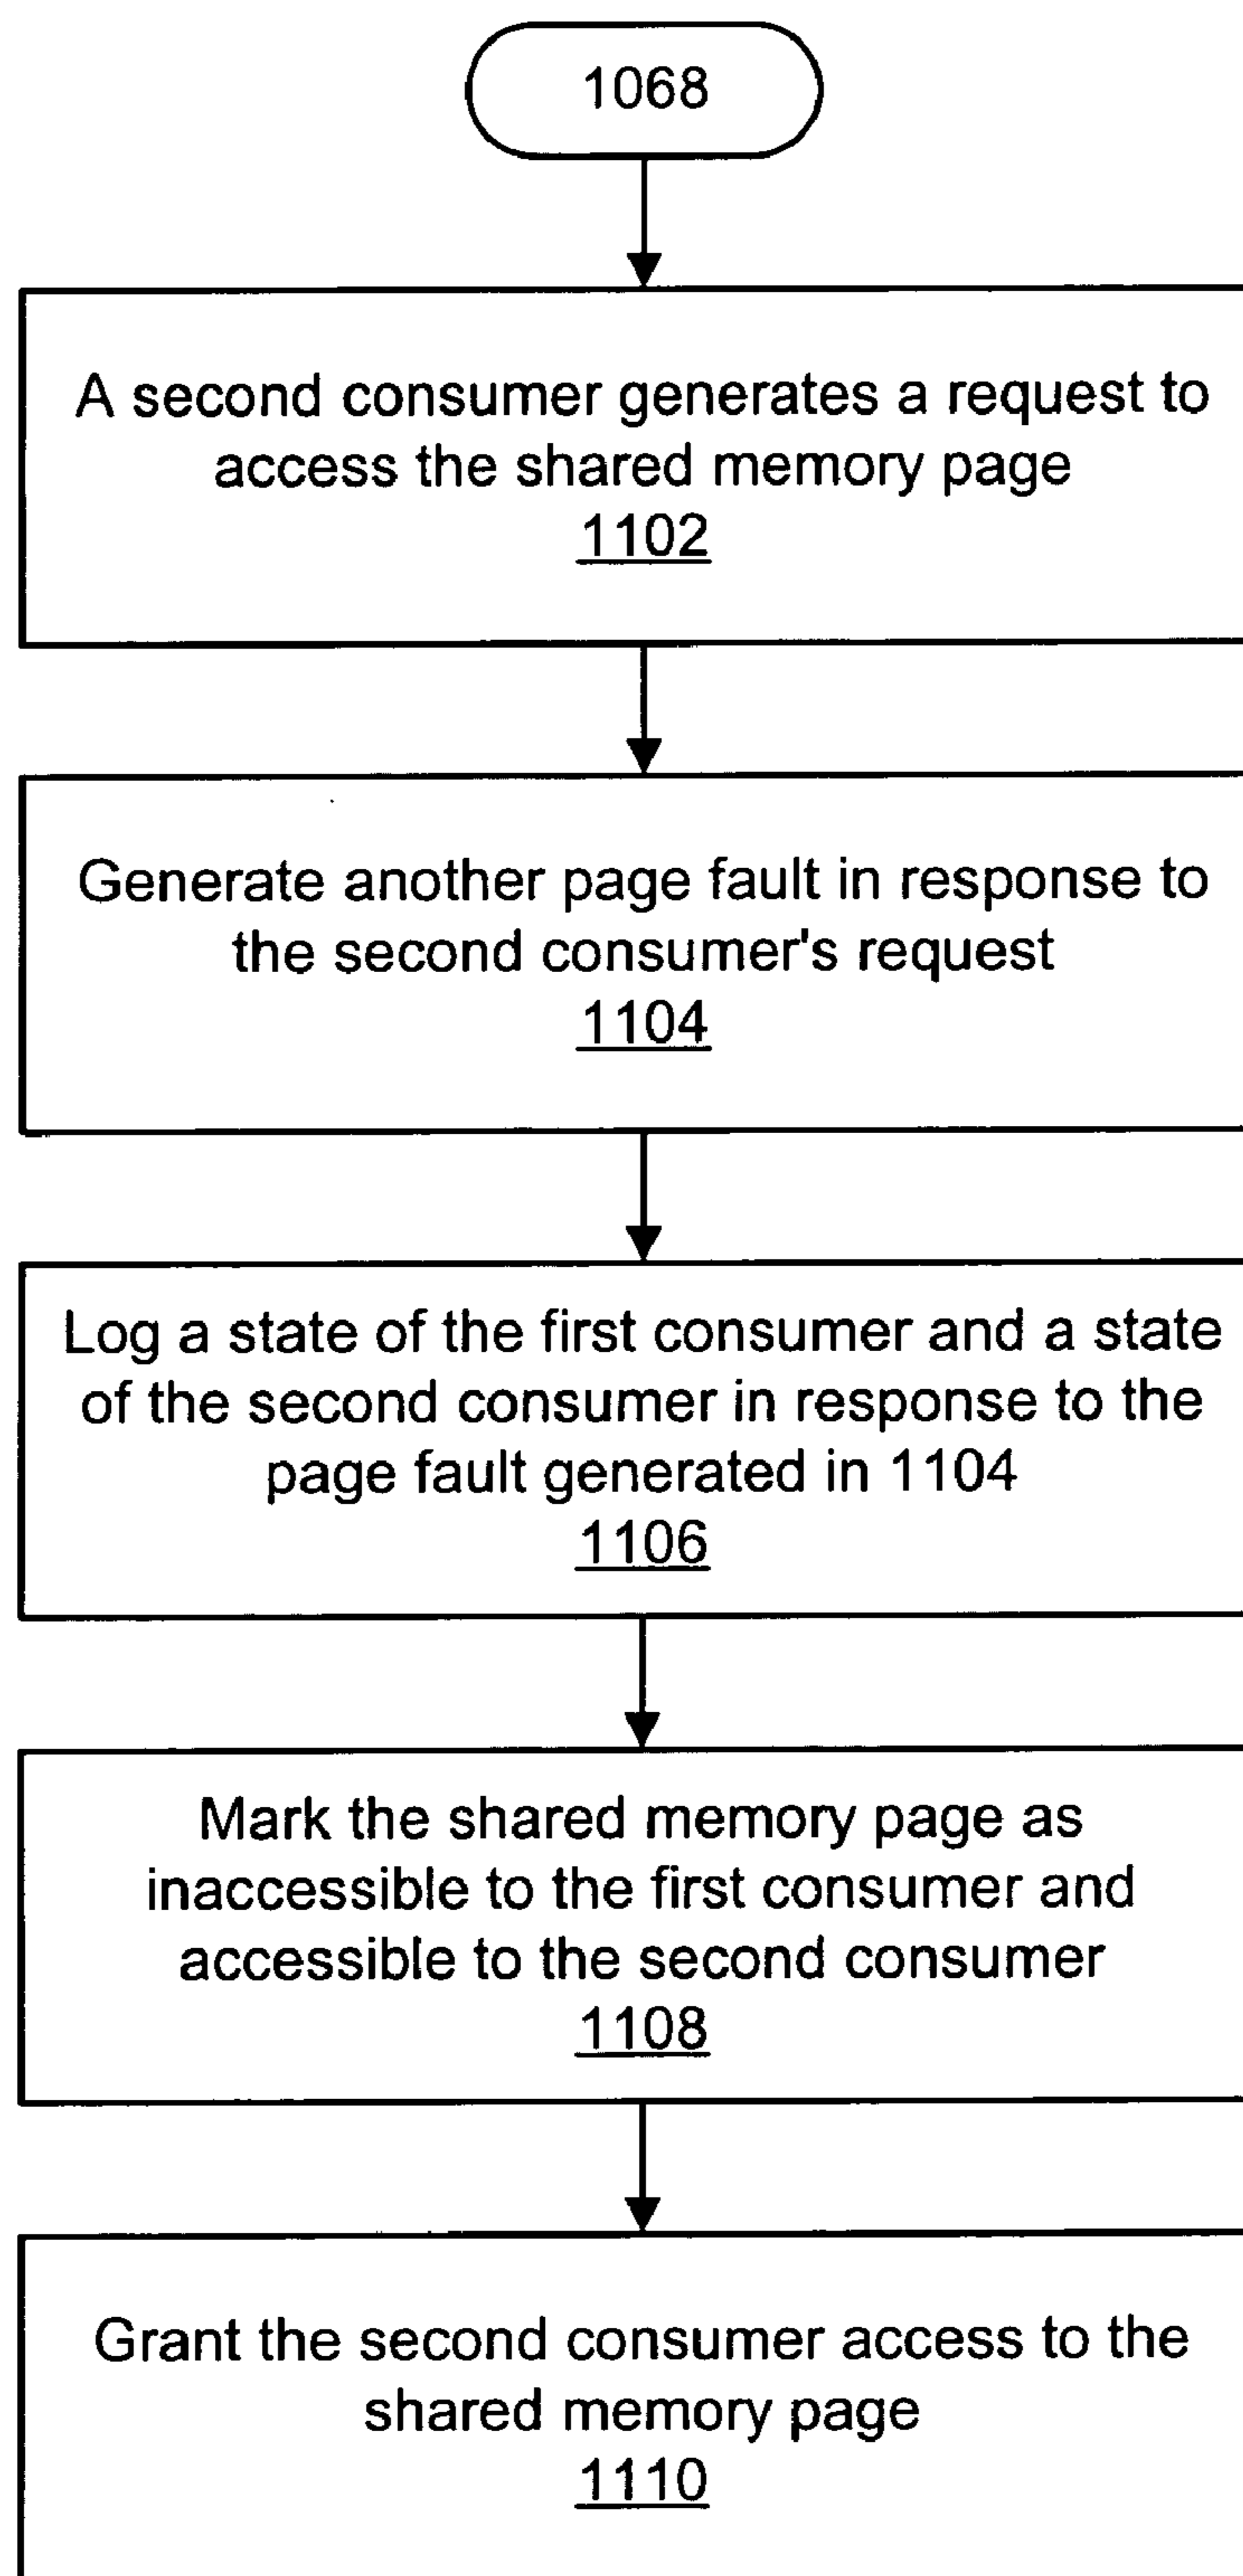 1068
A second consumer generates a request to
access the shared memory page
1102
Generate another page fault in response to
the second consumer's request
1104
Log a state of the first consumer and a state
of the second consumer in response to the
page fault generated in 1104
1106
Mark the shared memory page as
inaccessible to the first consumer and
accessible to the second consumer
1108
Grant the second consumer access to the
shared memory page
1110